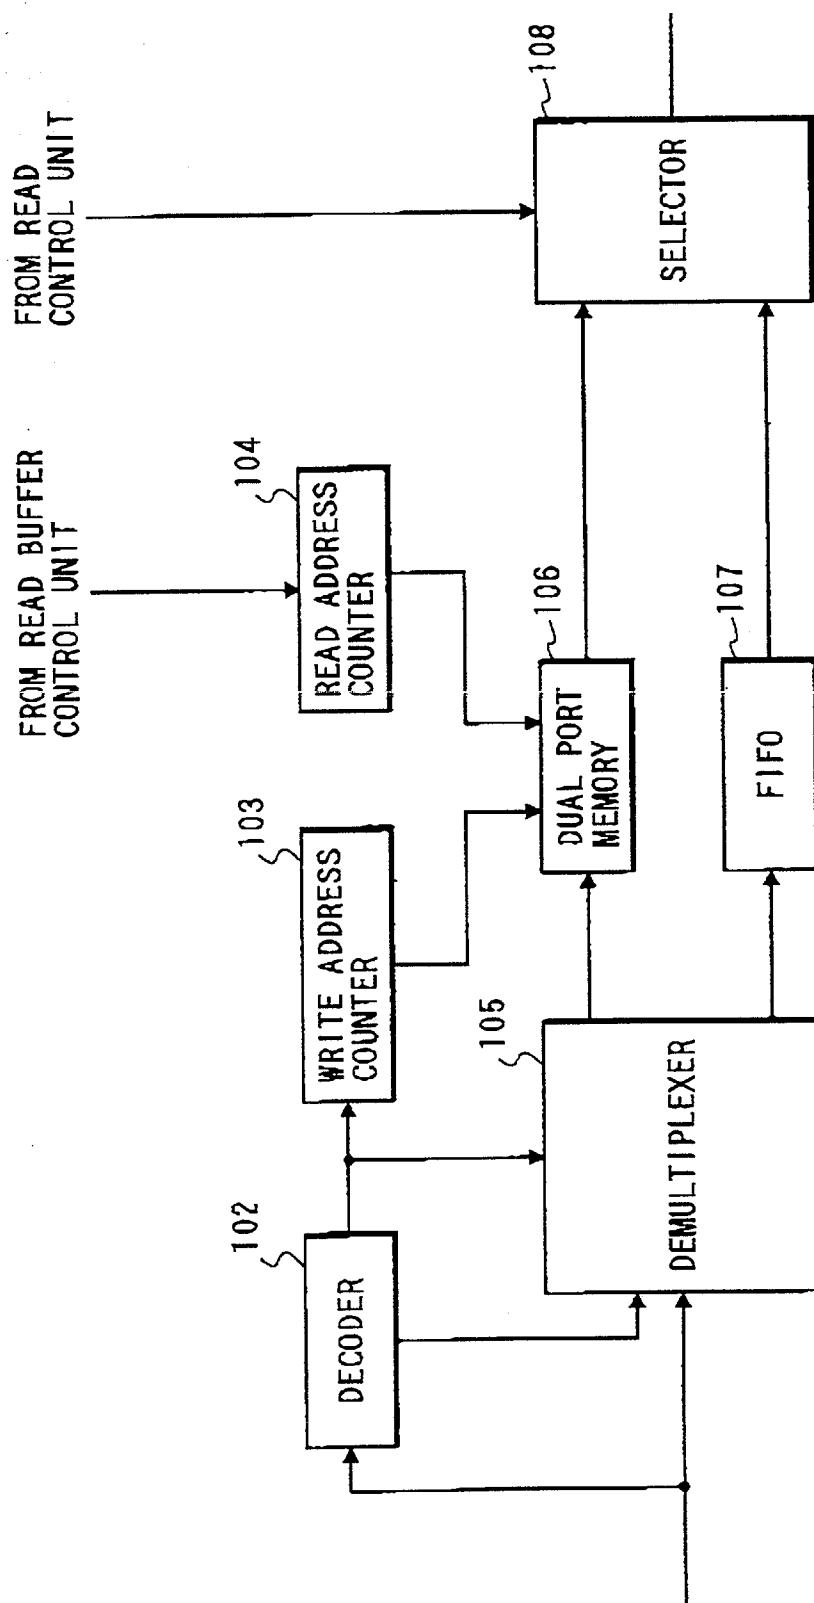 FROM READ BUFFER
CONTROL UNIT
FROM READ
CONTROL UNIT
102
DECODER
103
WRITE ADDRESS
COUNTER
104
READ ADDRESS
COUNTER
105
DEMULTIPLEXER
106
DUAL PORT
MEMORY
107
FIFO
108
SELECTOR